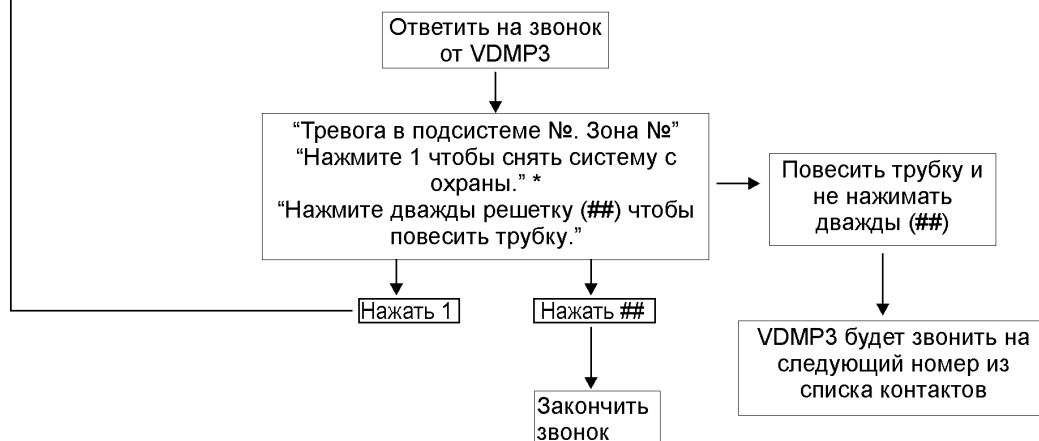 Ответить на звонок
от VDMP3
“Тревога в подсистеме №. Зона №”
“Нажмите 1 чтобы снять систему с
охраны.” *
“Нажмите дважды решетку (##) чтобы
повесить трубку.”
Повесить трубку и
не нажимать
дважды (##)
Нажать 1
Нажать ##
VDMP3 будет звонить на
следующий номер из
списка контактов
Закончить
звонок